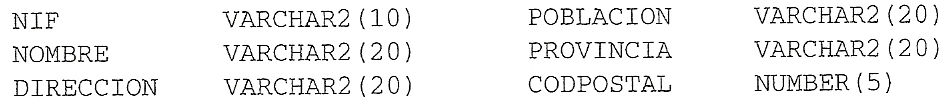 NIF VARCHAR2(10) POBLACION VARCHAR2(20)
NOMBRE VARCHAR2(20) PROVINCIA VARCHAR2(20)
DIRECCION VARCHAR2(20) CODPOSTAL NUMBER(5)